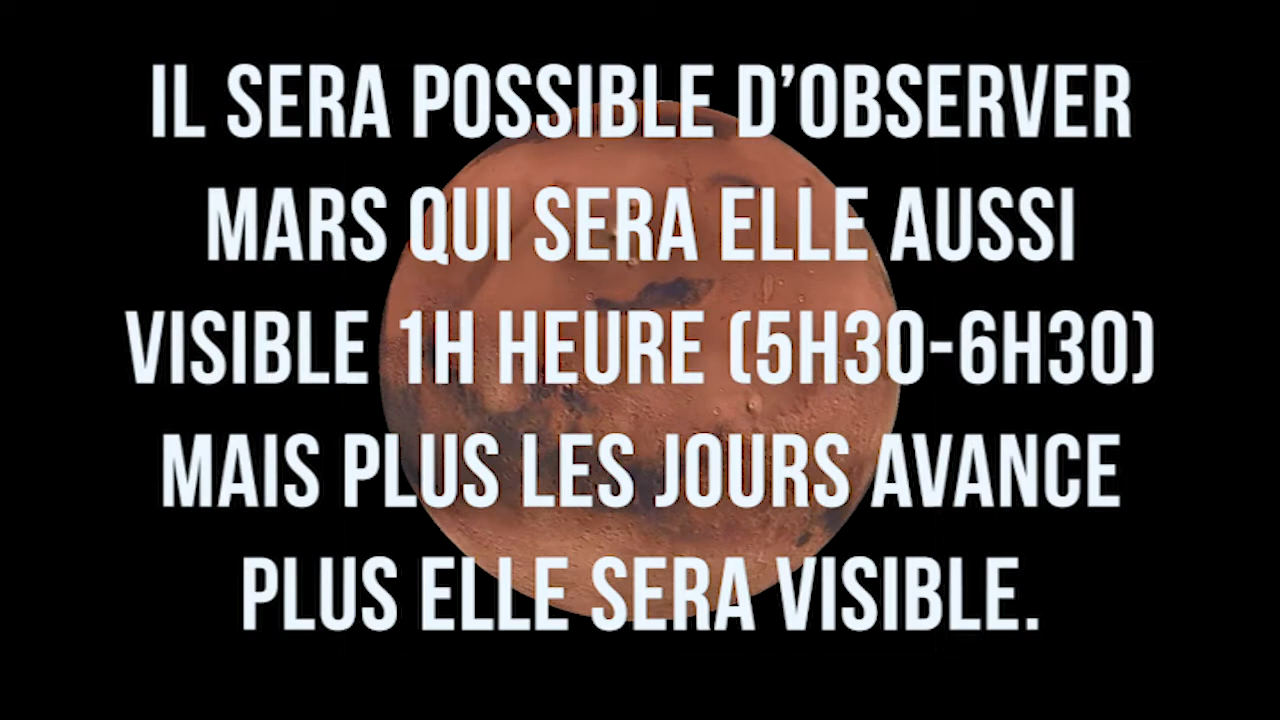 IL SERA POSSIBLE D’OBSERVER
MARS QUI SERA ELLE AUSSI
VISIBLE 1H HEURE (5H30-6H30)
MAIS PLUS LES JOURS AVANCE
PLUS ELLE SERA VISIBLE.